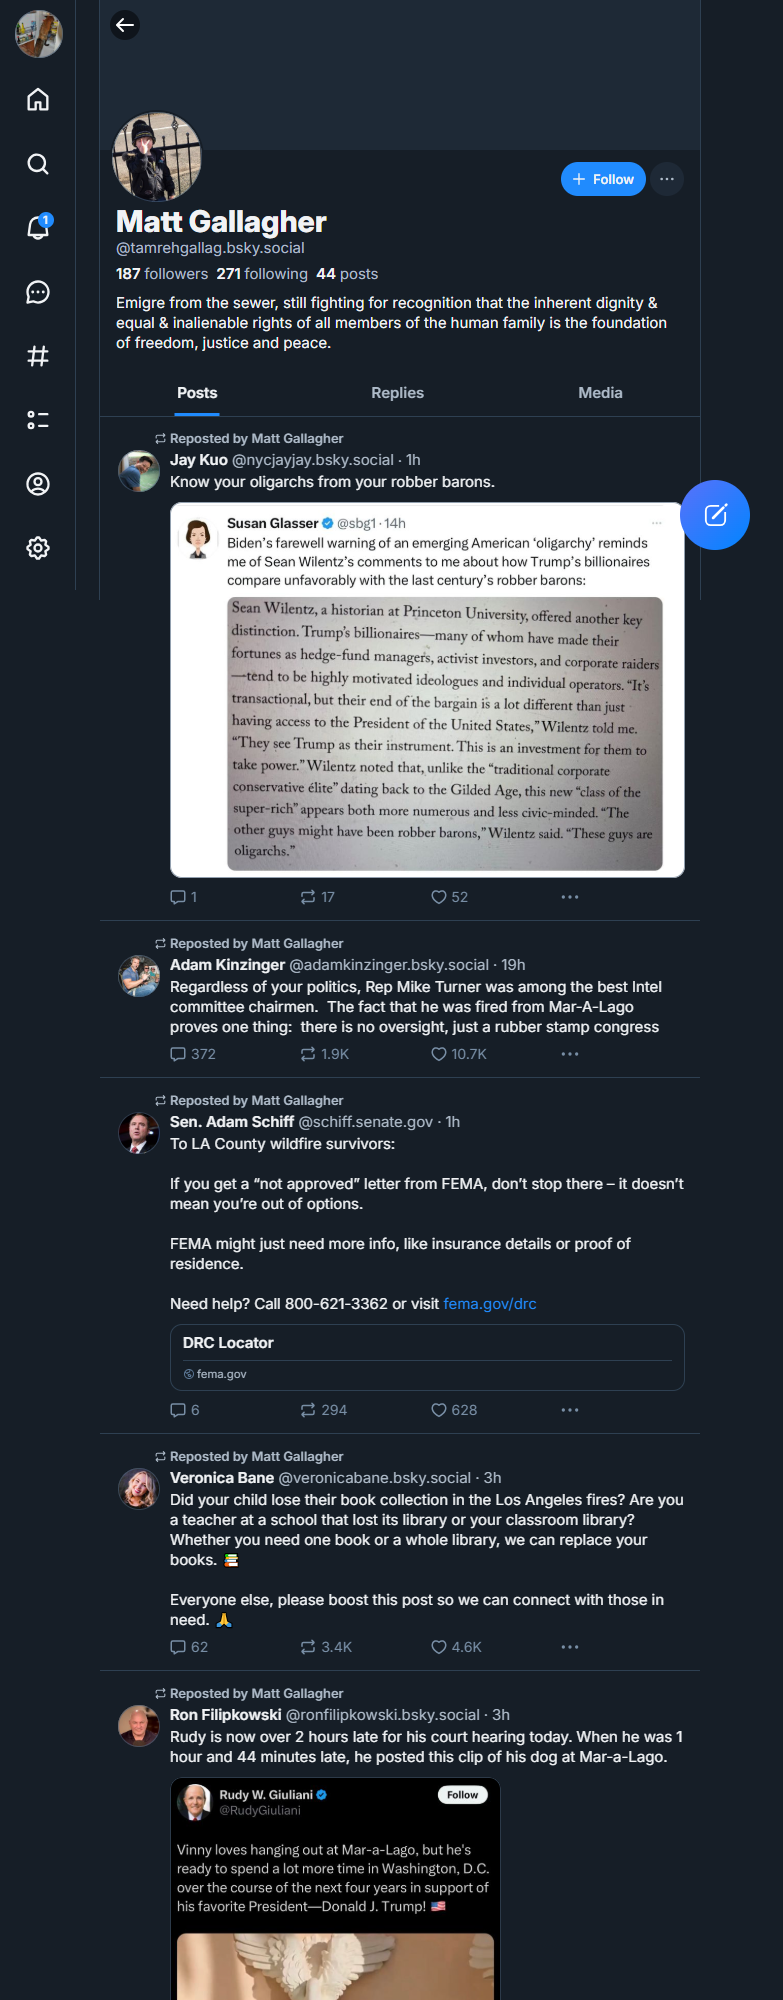 1
+ Follow
Matt Gallagher
@tamrehgallag.bsky.social
187 followers 271 following 44 posts
Emigre from the sewer, still fighting for recognition that the inherent dignity &
equal & inalienable rights of all members of the human family is the foundation
of freedom, justice and peace.
Posts Replies Media
Reposted by Matt Gallagher
Jay Kuo @nycjayjay.bsky.social · 1h
Know your oligarchs from your robber barons.
Susan Glasser @sbg1 · 14h
Biden’s farewell warning of an emerging American ‘oligarchy’ reminds
me of Sean Wilentz’s comments to me about how Trump’s billionaires
compare unfavorably with the last century’s robber barons:
Sean Wilentz, a historian at Princeton University, offered another key
distinction. Trump’s billionaires—many of whom have made their
fortunes as hedge-fund managers, activist investors, and corporate raiders
—tend to be highly motivated ideologues and individual operators. “It’s
transactional, but their end of the bargain is a lot different than just
having access to the President of the United States,” Wilentz told me.
“They see Trump as their instrument. This is an investment for them to
take power.” Wilentz noted that, unlike the “traditional corporate
conservative élite” dating back to the Gilded Age, this new “class of the
super-rich” appears both more numerous and less civic-minded. “The
other guys might have been robber barons,” Wilentz said. “These guys are
oligarchs.”
1 17 52
Reposted by Matt Gallagher
Adam Kinzinger @adamkinzinger.bsky.social · 19h
Regardless of your politics, Rep Mike Turner was among the best Intel
committee chairmen.  The fact that he was fired from Mar-A-Lago
proves one thing:  there is no oversight, just a rubber stamp congress
372 1.9K 10.7K
Reposted by Matt Gallagher
Sen. Adam Schiff @schiff.senate.gov · 1h
To LA County wildfire survivors:
If you get a “not approved” letter from FEMA, don’t stop there – it doesn’t
mean you’re out of options.
FEMA might just need more info, like insurance details or proof of
residence.
Need help? Call 800-621-3362 or visit fema.gov/drc
DRC Locator
fema.gov
6 294 628
Reposted by Matt Gallagher
Veronica Bane @veronicabane.bsky.social · 3h
Did your child lose their book collection in the Los Angeles fires? Are you
a teacher at a school that lost its library or your classroom library?
Whether you need one book or a whole library, we can replace your
books. 📚
Everyone else, please boost this post so we can connect with those in
need. 🙏
62 3.4K 4.6K
Reposted by Matt Gallagher
Ron Filipkowski @ronfilipkowski.bsky.social · 3h
Rudy is now over 2 hours late for his court hearing today. When he was 1
hour and 44 minutes late, he posted this clip of his dog at Mar-a-Lago.
Rudy W. Giuliani Follow
@RudyGiuliani
Vinny loves hanging out at Mar-a-Lago, but he's
ready to spend a lot more time in Washington, D.C.
over the course of the next four years in support of
his favorite President—Donald J. Trump! 🇺🇸